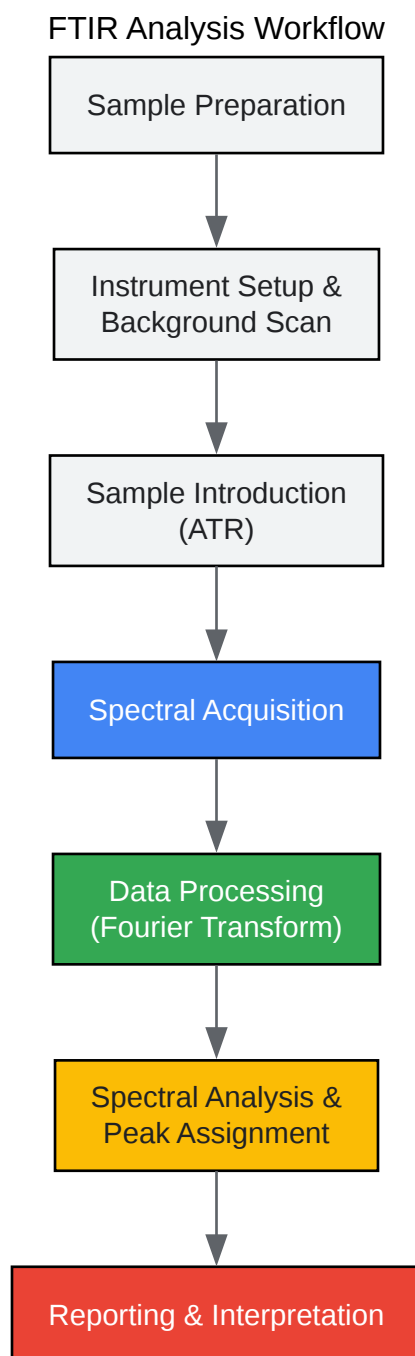 FTIR Analysis Workflow
Sample Preparation
Instrument Setup &
Background Scan
Sample Introduction
(ATR)
Spectral Acquisition
Data Processing
(Fourier Transform)
Spectral Analysis &
Peak Assignment
Reporting & Interpretation